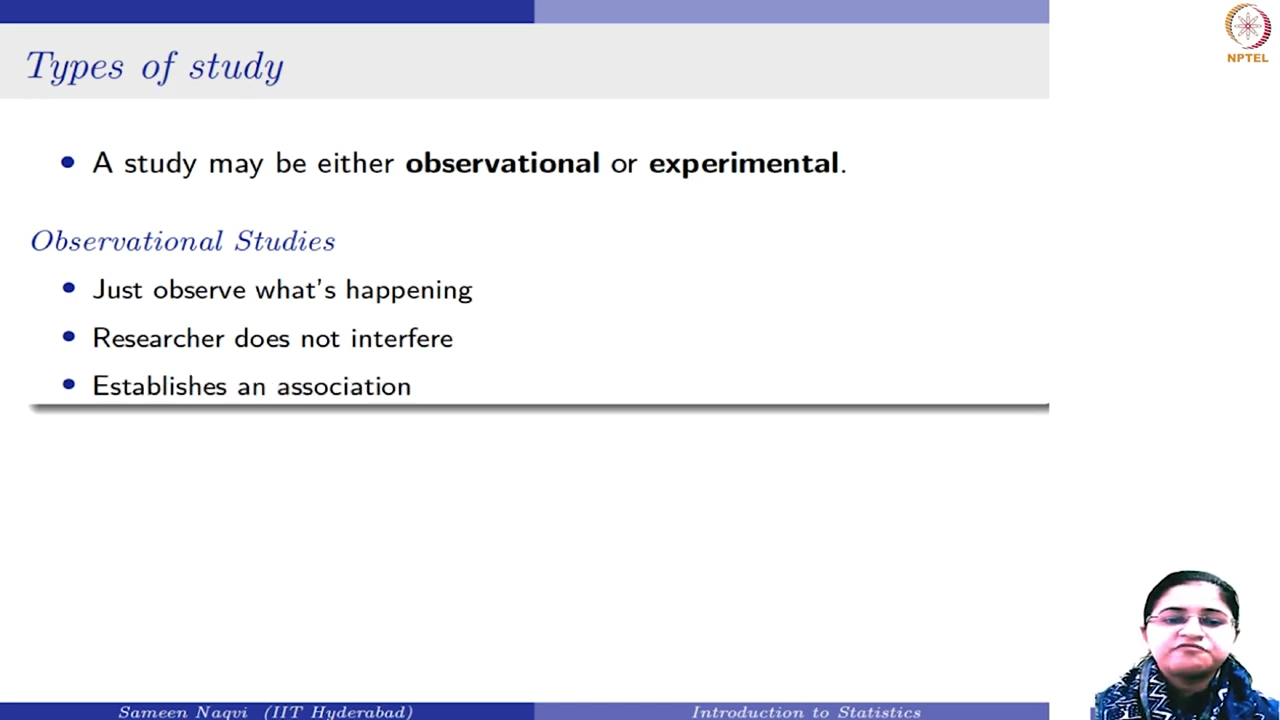 Types of study
NPTEL
• A study may be either observational or experimental.
Observational Studies
• Just observe what's happening
• Researcher does not interfere
• Establishes an association
Sameen Naqvi (IIT Hyderabad)
Introduction to Statistics